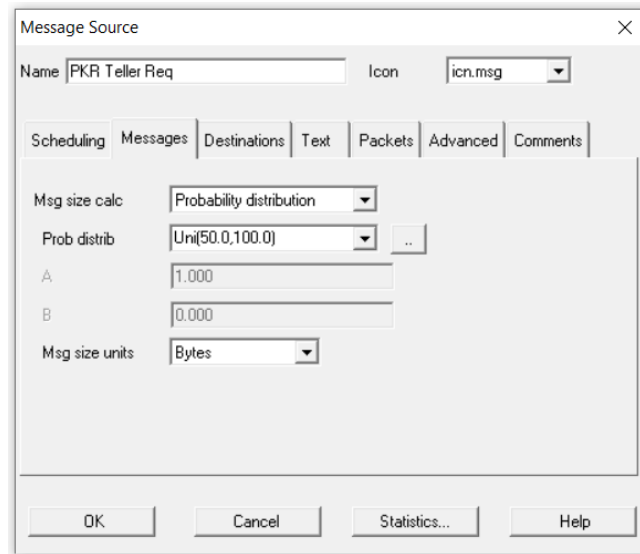 Message Source
Name PKR Teller Req Icon icn.msg
Scheduling Messages Destinations Text Packets Advanced Comments
Msg size calc Probability distribution
Prob distrib Uni(50.0,100.0) ..
A 1.000
B 0.000
Msg size units Bytes
OK Cancel Statistics... Help